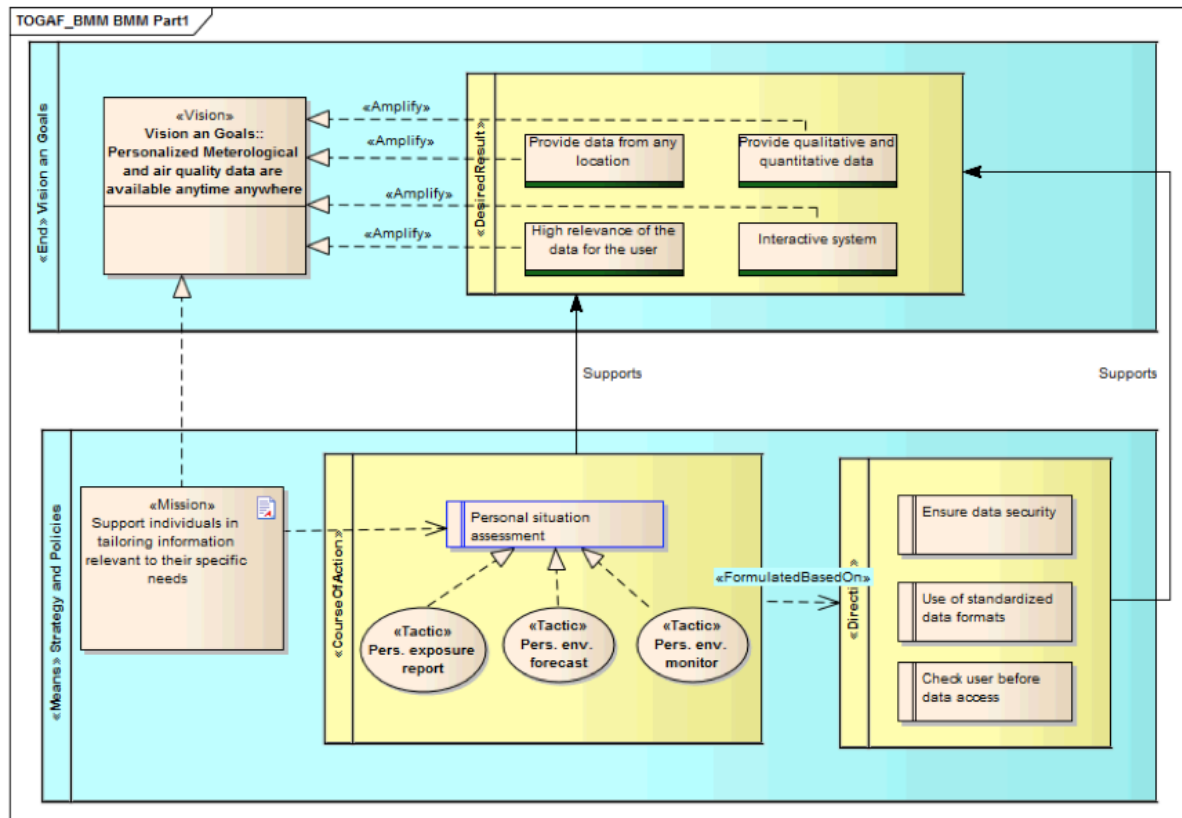 TOGAF_BMM BMM Part1
«End» Vision an Goals
«Vision»
Vision an Goals::
Personalized Meterological
and air quality data are
available anytime anywhere
«Amplify»
«Amplify»
«Amplify»
«Amplify»
«DesiredResult»
Provide data from any
location
Provide qualitative and
quantitative data
High relevance of the
data for the user
Interactive system
Supports
Supports
«Means» Strategy and Policies
«Mission»
Support individuals in
tailoring information
relevant to their specific
needs
«CourseOfAction»
Personal situation
assessment
«Tactic»
Pers. exposure
report
«Tactic»
Pers. env.
forecast
«Tactic»
Pers. env.
monitor
«FormulatedBasedOn»
«Directi
Ensure data security
Use of standardized
data formats
Check user before
data access